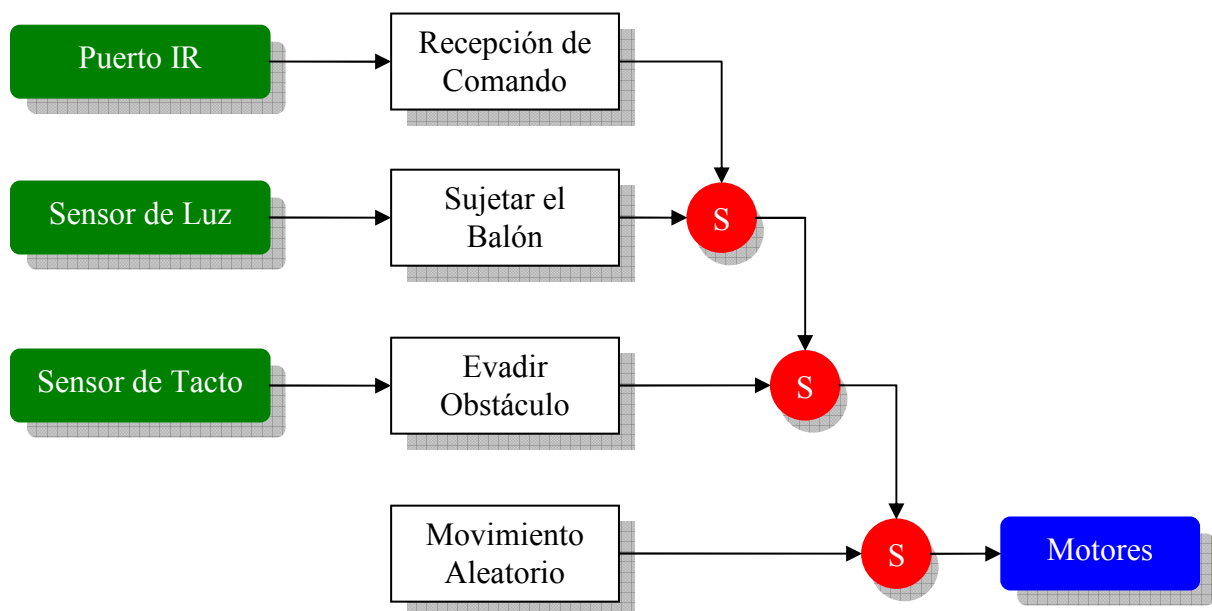 Puerto IR
Recepción de
Comando
Sensor de Luz
Sujetar el
Balón
S
Sensor de Tacto
Evadir
Obstáculo
S
Movimiento
Aleatorio
S
Motores